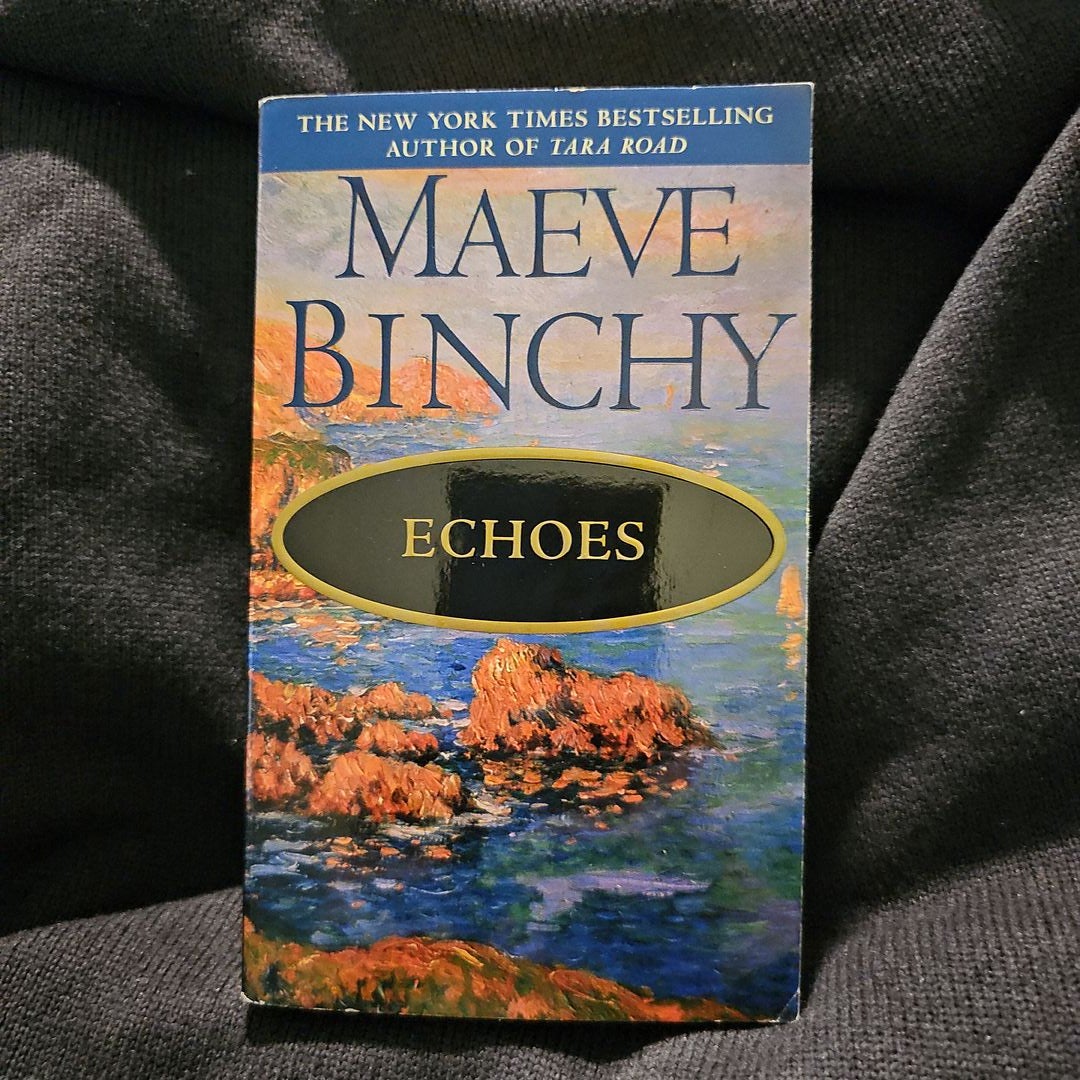 THE NEW YORK TIMES BESTSELLING
AUTHOR OF TARA ROAD
MAEVE
BINCHY
ECHOES